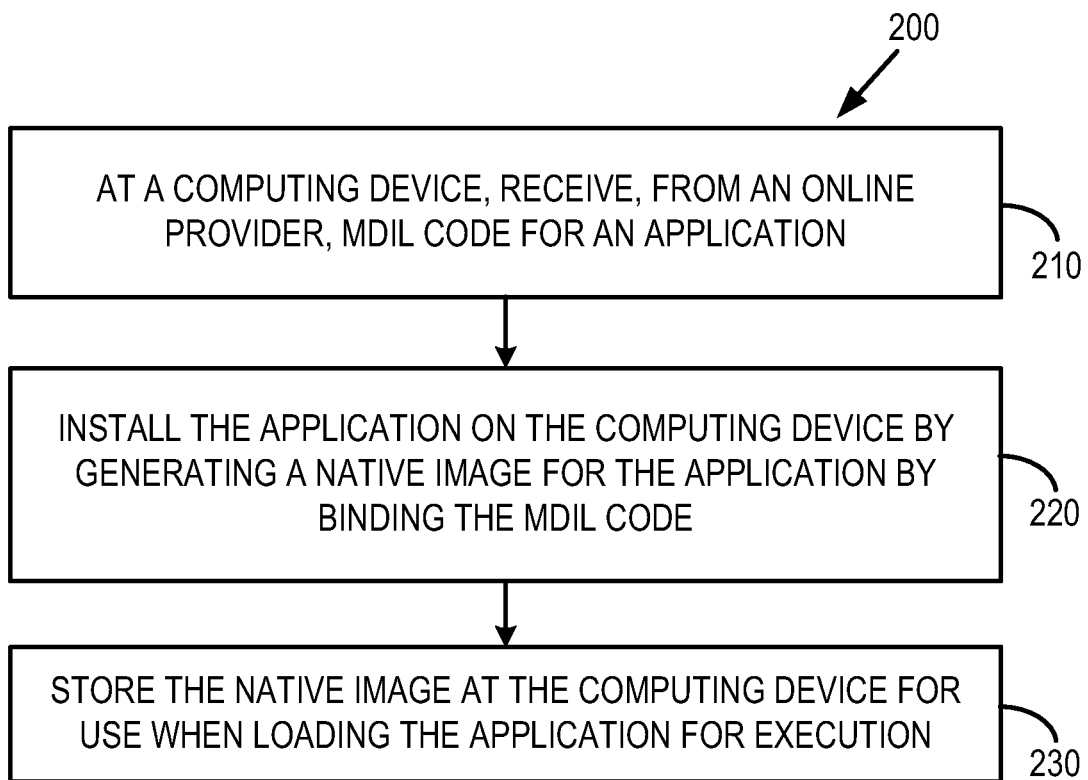 200
AT A COMPUTING DEVICE, RECEIVE, FROM AN ONLINE
PROVIDER, MDIL CODE FOR AN APPLICATION
210
INSTALL THE APPLICATION ON THE COMPUTING DEVICE BY
GENERATING A NATIVE IMAGE FOR THE APPLICATION BY
BINDING THE MDIL CODE
220
STORE THE NATIVE IMAGE AT THE COMPUTING DEVICE FOR
USE WHEN LOADING THE APPLICATION FOR EXECUTION
230